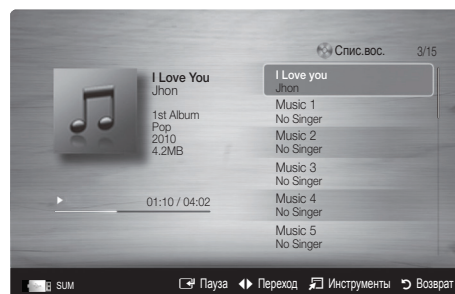 Спис.вос. 3/15
I Love You
Jhon
1st Album
Pop
2010
4.2MB
01:10 / 04:02
I Love you
Jhon
Music 1
No Singer
Music 2
No Singer
Music 3
No Singer
Music 4
No Singer
Music 5
No Singer
SUM Пауза Переход Инструменты Возврат